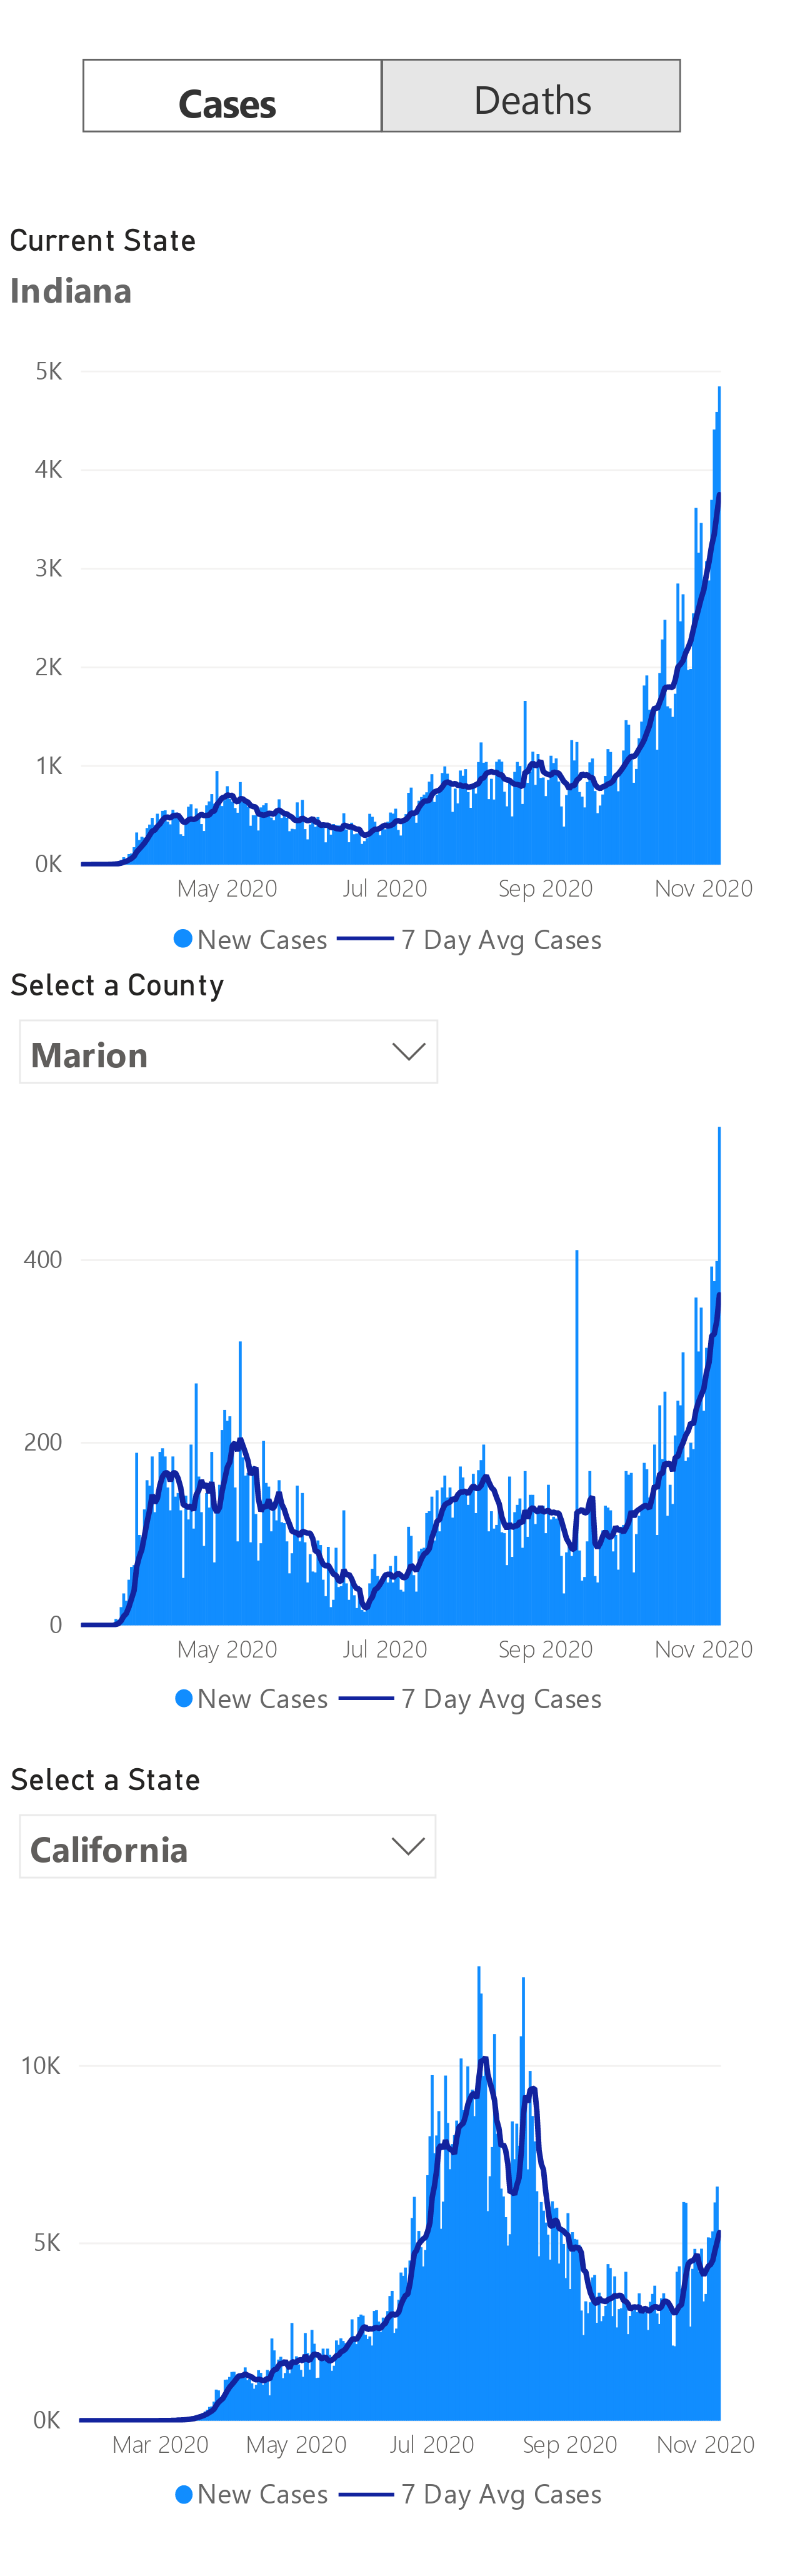 Cases Deaths
Current State
Indiana
5K
4K
3K
2K
1K
0K
May 2020 Jul 2020 Sep 2020 Nov 2020
New Cases 7 Day Avg Cases
Select a County
Marion
400
200
0
May 2020 Jul 2020 Sep 2020 Nov 2020
New Cases 7 Day Avg Cases
Select a State
California
10K
5K
0K
Mar 2020 May 2020 Jul 2020 Sep 2020 Nov 2020
New Cases 7 Day Avg Cases